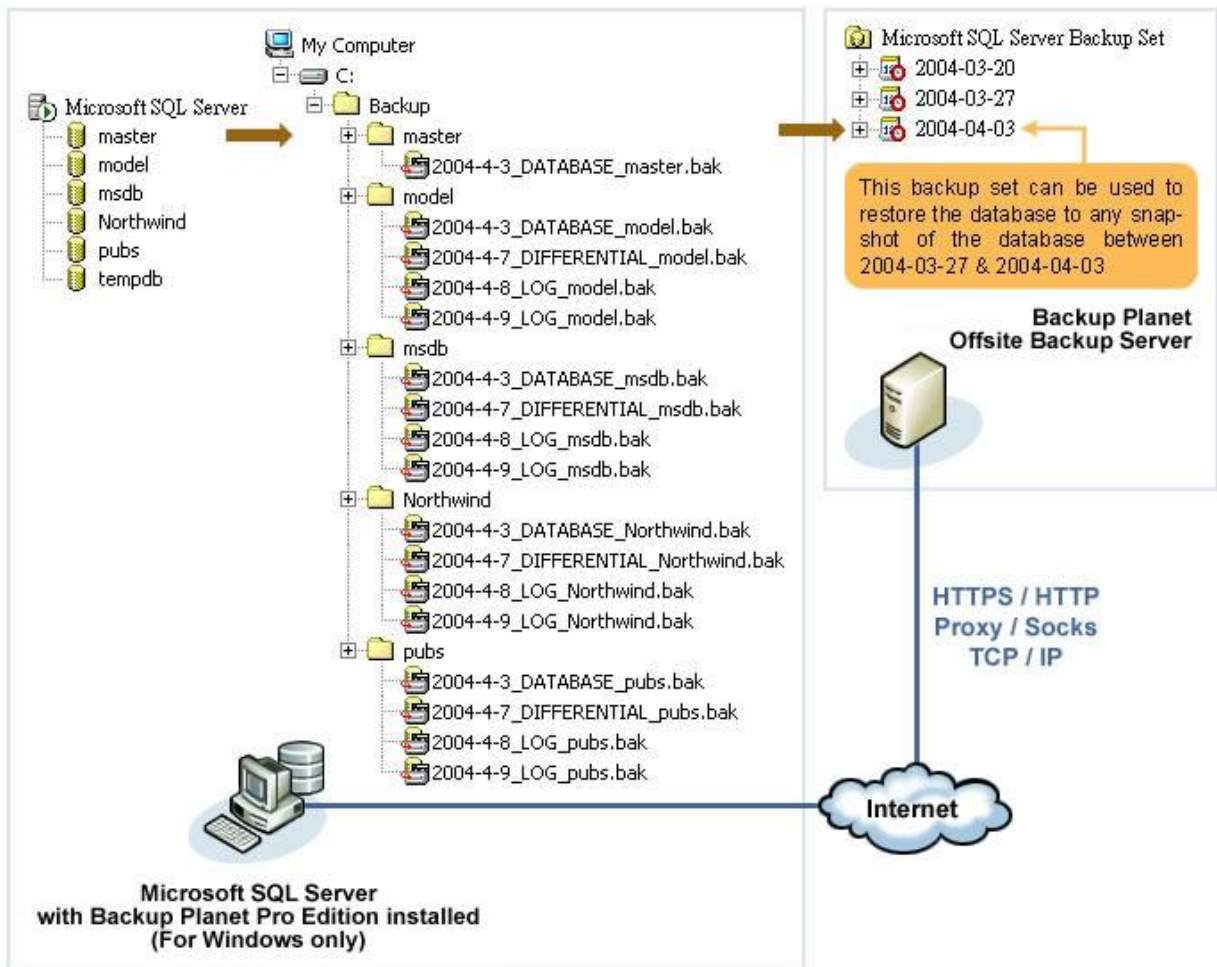 Microsoft SQL Server
master
model
msdb
Northwind
pubs
tempdb
My Computer
C:
Backup
master
2004-4-3_DATABASE_master.bak
model
2004-4-3_DATABASE_model.bak
2004-4-7_DIFFERENTIAL_model.bak
2004-4-8_LOG_model.bak
2004-4-9_LOG_model.bak
msdb
2004-4-3_DATABASE_msdb.bak
2004-4-7_DIFFERENTIAL_msdb.bak
2004-4-8_LOG_msdb.bak
2004-4-9_LOG_msdb.bak
Northwind
2004-4-3_DATABASE_Northwind.bak
2004-4-7_DIFFERENTIAL_Northwind.bak
2004-4-8_LOG_Northwind.bak
2004-4-9_LOG_Northwind.bak
pubs
2004-4-3_DATABASE_pubs.bak
2004-4-7_DIFFERENTIAL_pubs.bak
2004-4-8_LOG_pubs.bak
2004-4-9_LOG_pubs.bak
Microsoft SQL Server
with Backup Planet Pro Edition installed
(For Windows only)
Microsoft SQL Server Backup Set
2004-03-20
2004-03-27
2004-04-03
This backup set can be used to
restore the database to any snap-
shot of the database between
2004-03-27 & 2004-04-03
Backup Planet
Offsite Backup Server
HTTPS / HTTP
Proxy / Socks
TCP / IP
Internet